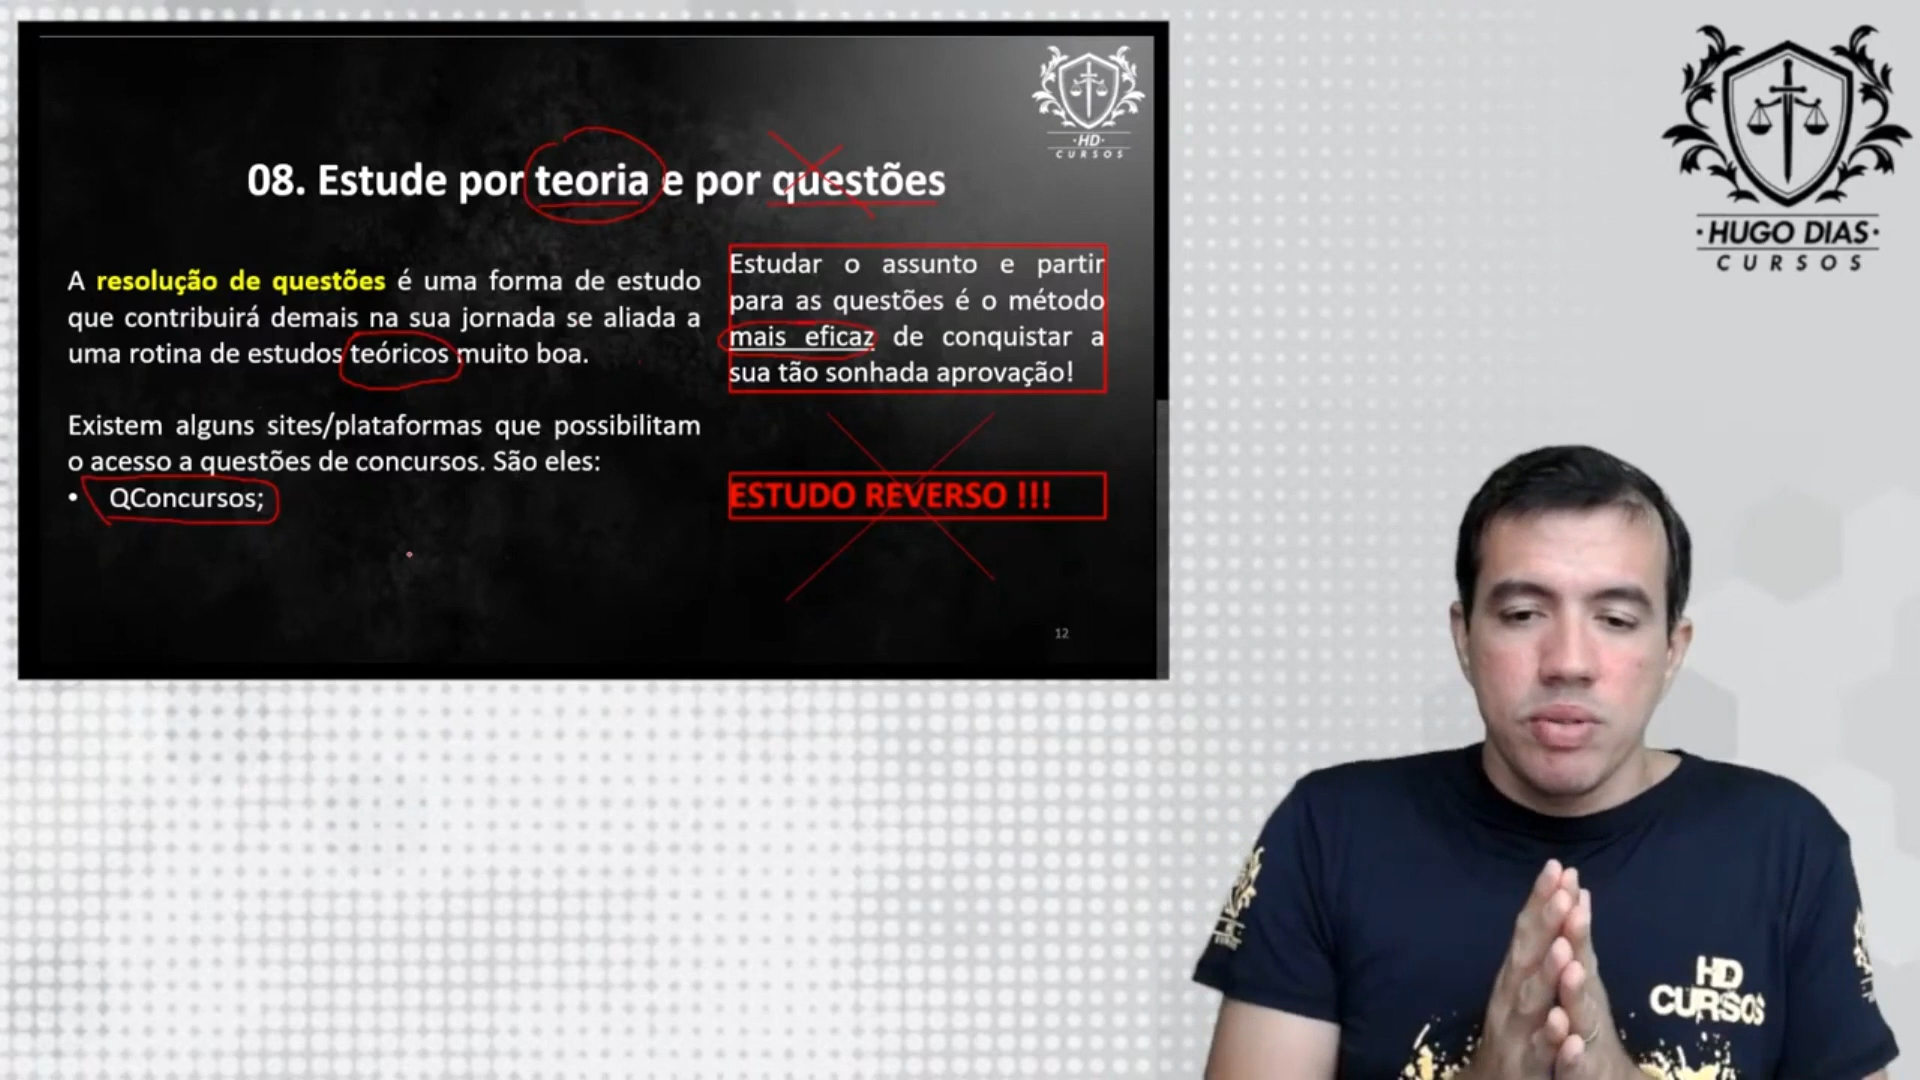 ·HD·
CURSOS
08. Estude por teoria e por questões
A resolução de questões é uma forma de estudo
que contribuirá demais na sua jornada se aliada a
uma rotina de estudos teóricos muito boa.
Existem alguns sites/plataformas que possibilitam
o acesso a questões de concursos. São eles:
• QConcursos;
Estudar o assunto e partir
para as questões é o método
mais eficaz de conquistar a
sua tão sonhada aprovação!
ESTUDO REVERSO !!!
12
·HUGO DIAS·
CURSOS
HD
CURSOS